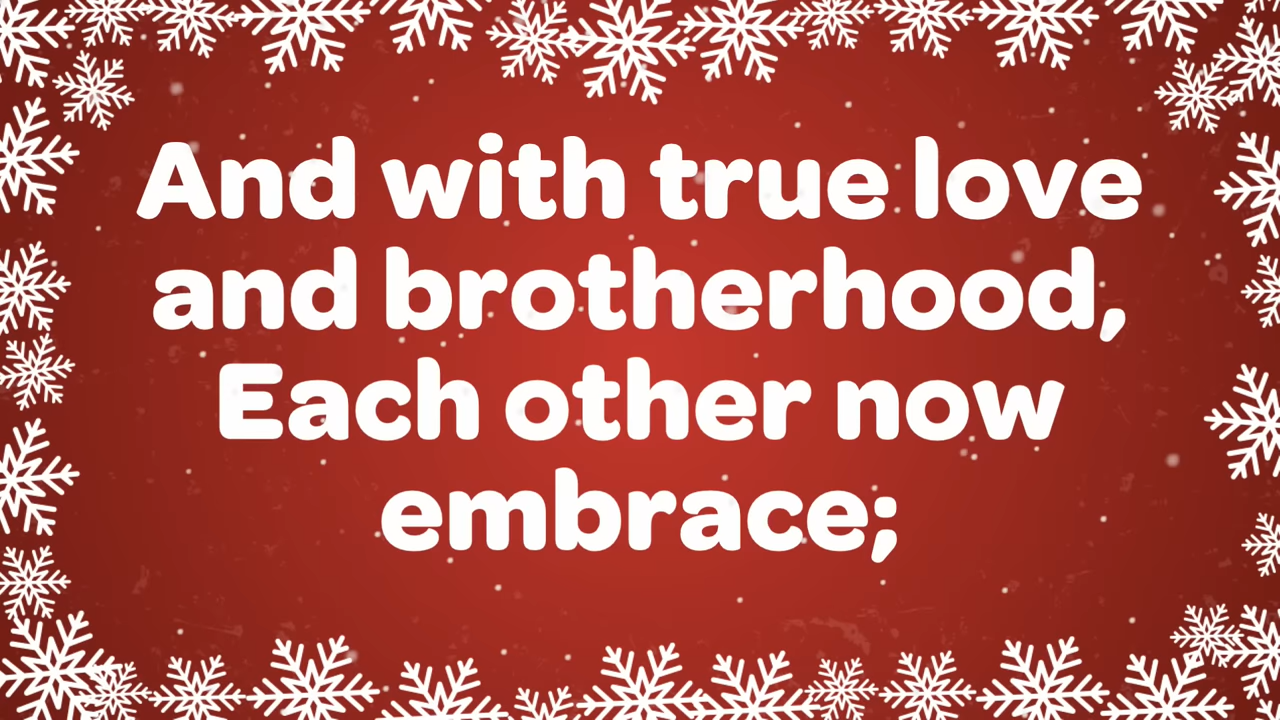 And with true love
and brotherhood,
Each other now
embrace;